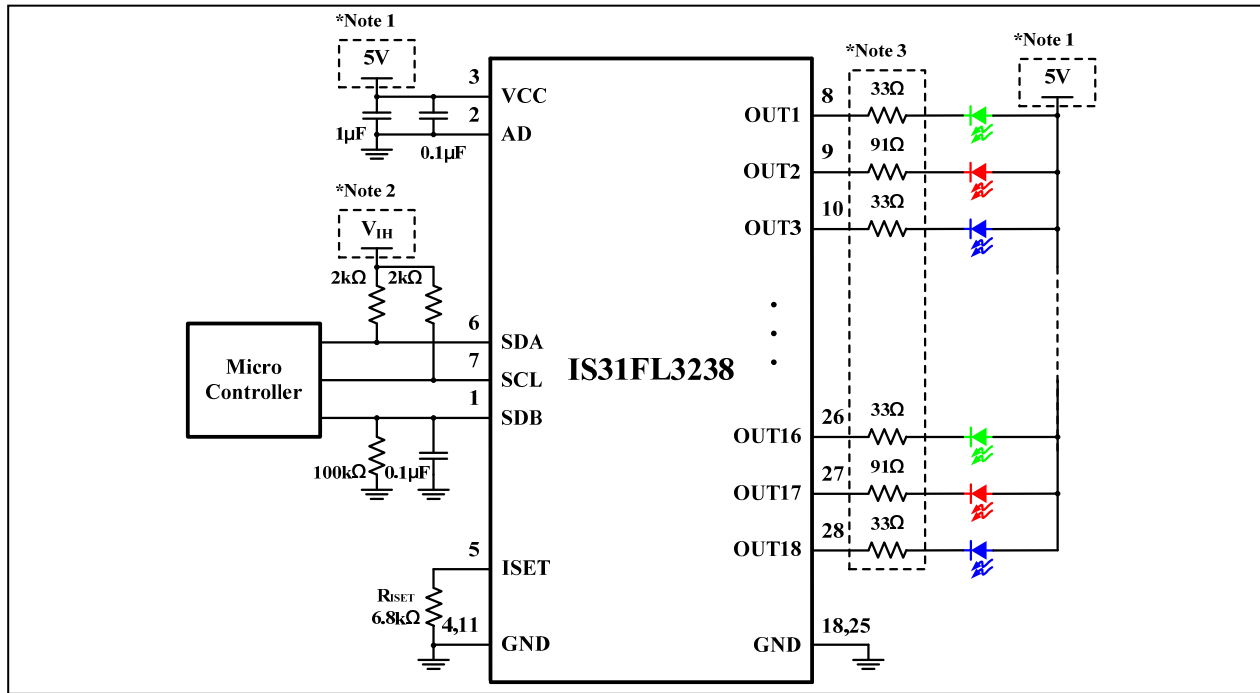 *Note 1
5V
3
VCC
2
AD
1μF
0.1μF
*Note 2
VIH
2kΩ
2kΩ
6
SDA
7
SCL
1
SDB
Micro
Controller
100kΩ
0.1μF
5
ISET
RISET
6.8kΩ
4,11
GND
IS31FL3238
*Note 3
*Note 1
5V
8
33Ω
OUT1
9
91Ω
OUT2
10
33Ω
OUT3
26
33Ω
OUT16
27
91Ω
OUT17
28
33Ω
OUT18
18,25
GND